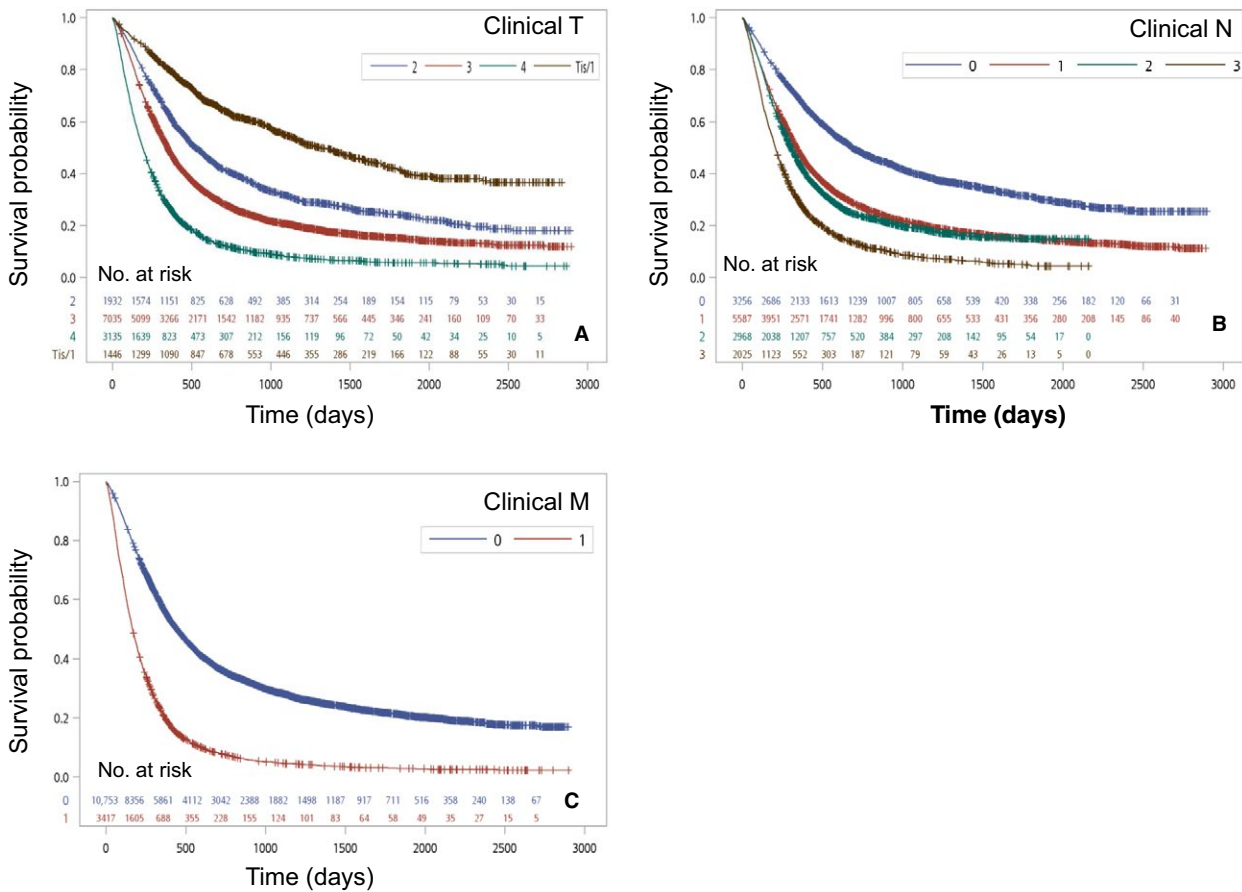 Clinical T
2 3 4 Tis/1
Survival probability
1.0
0.8
0.6
0.4
0.2
0.0
No. at risk
2 1932 1574 1151 825 628 492 385 314 254 189 154 115 79 53 30 15
3 7035 5099 3266 2171 1542 1182 935 737 566 445 346 241 160 109 70 33
4 3135 1639 823 473 307 212 156 119 96 72 50 42 34 25 10 5
Tis/1 1446 1299 1090 847 678 553 446 355 286 219 166 122 88 55 30 11
A
0 500 1000 1500 2000 2500 3000
Time (days)
Clinical N
0 1 2 3
Survival probability
1.0
0.8
0.6
0.4
0.2
0.0
No. at risk
0 3256 2686 2133 1613 1239 1007 805 658 539 420 338 256 182 120 66 31
1 5587 3951 2571 1741 1282 996 800 655 533 431 356 280 208 145 86 40
2 2968 2038 1207 757 520 384 297 208 142 95 54 17 0
3 2025 1123 552 303 187 121 79 59 43 26 13 5 0
B
0 500 1000 1500 2000 2500 3000
Time (days)
Clinical M
0 1
Survival probability
1.0
0.8
0.6
0.4
0.2
0.0
No. at risk
0 10,753 8356 5861 4112 3042 2388 1882 1498 1187 917 711 516 358 240 138 67
1 3417 1605 688 355 228 155 124 101 83 64 58 49 35 27 15 5
C
0 500 1000 1500 2000 2500 3000
Time (days)